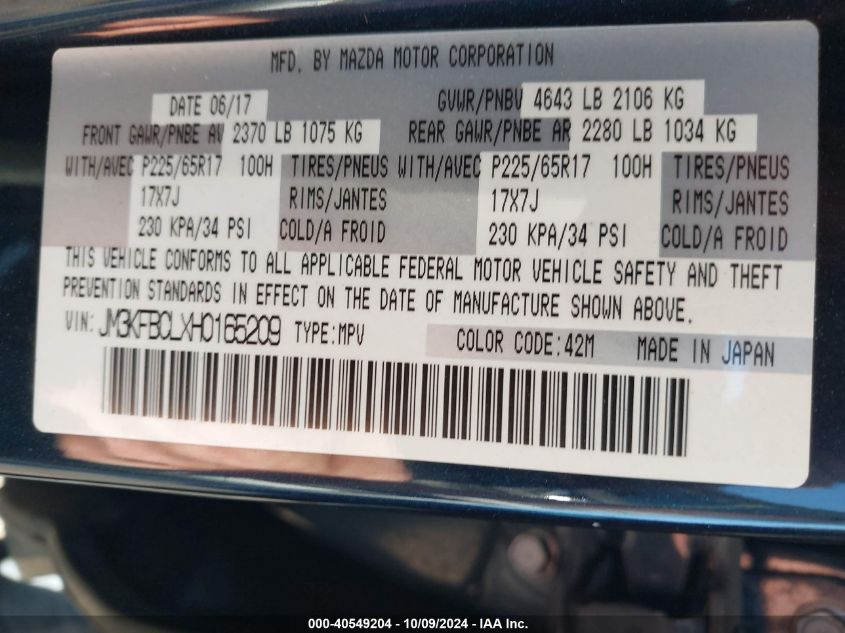 MFD. BY MAZDA MOTOR CORPORATION
DATE 06/17 GVWR/PNBV 4643 LB 2106 KG
FRONT GAWR/PNBE AV 2370 LB 1075 KG REAR GAWR/PNBE AR 2280 LB 1034 KG
WITH/AVEC P225/65R17 100H TIRES/PNEUS WITH/AVEC P225/65R17 100H TIRES/PNEUS
17X7J RIMS/JANTES 17X7J RIMS/JANTES
230 KPA/34 PSI COLD/A FROID 230 KPA/34 PSI COLD/A FROID
THIS VEHICLE CONFORMS TO ALL APPLICABLE FEDERAL MOTOR VEHICLE SAFETY AND THEFT
PREVENTION STANDARDS IN EFFECT ON THE DATE OF MANUFACTURE SHOWN ABOVE.
VIN: JM3KFBCLXH0165209 TYPE:MPV COLOR CODE:42M MADE IN JAPAN
000-40549204 - 10/09/2024 - IAA Inc.